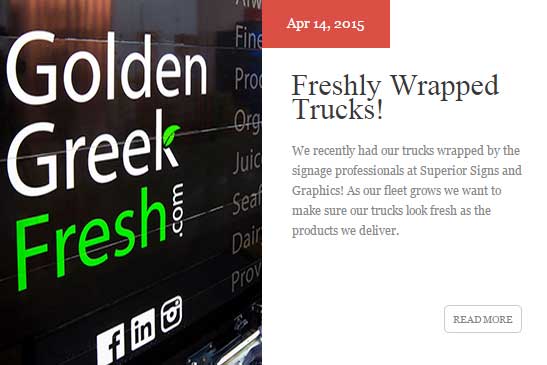 Golden
Greek
Fresh.com
f in
Fine
Apr 14, 2015
Freshly Wrapped
Trucks!
We recently had our trucks wrapped by the
signage professionals at Superior Signs and
Graphics! As our fleet grows we want to
make sure our trucks look fresh as the
products we deliver.
READ MORE